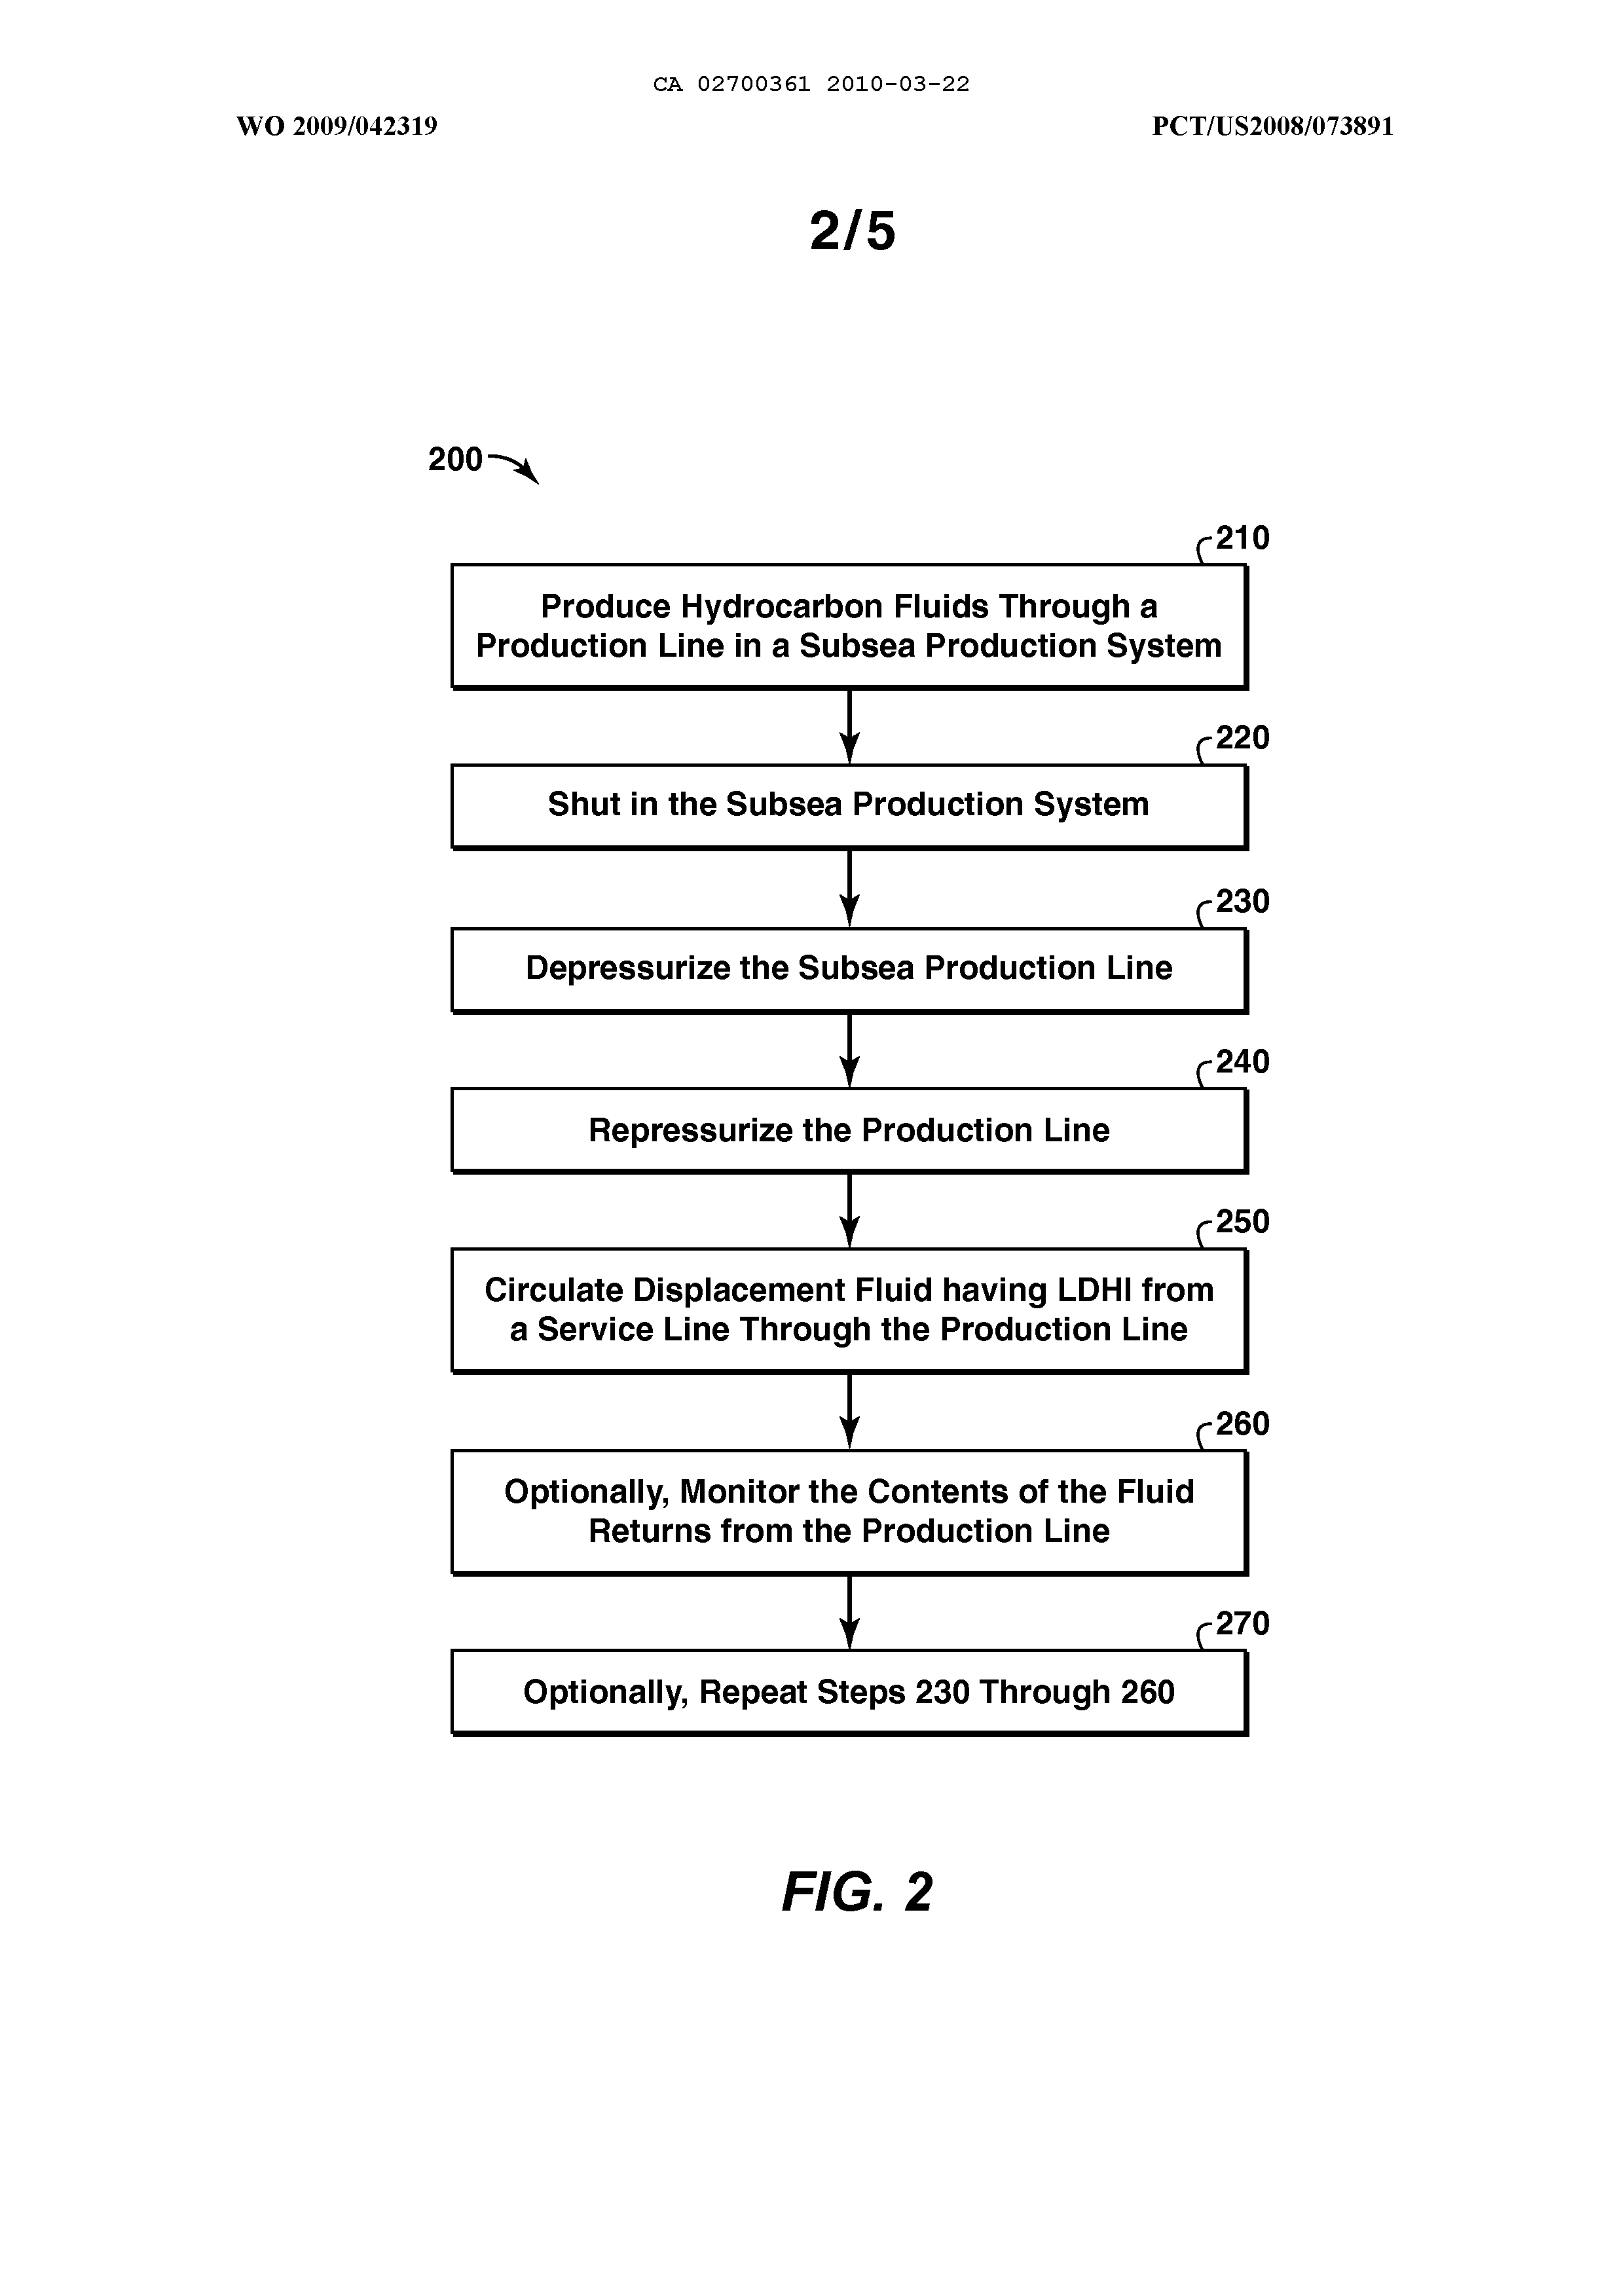 CA 02700361 2010-03-22
WO 2009/042319
PCT/US2008/073891
2/5
200
210
Produce Hydrocarbon Fluids Through a
Production Line in a Subsea Production System
220
Shut in the Subsea Production System
230
Depressurize the Subsea Production Line
240
Repressurize the Production Line
250
Circulate Displacement Fluid having LDHI from
a Service Line Through the Production Line
260
Optionally, Monitor the Contents of the Fluid
Returns from the Production Line
270
Optionally, Repeat Steps 230 Through 260
FIG. 2